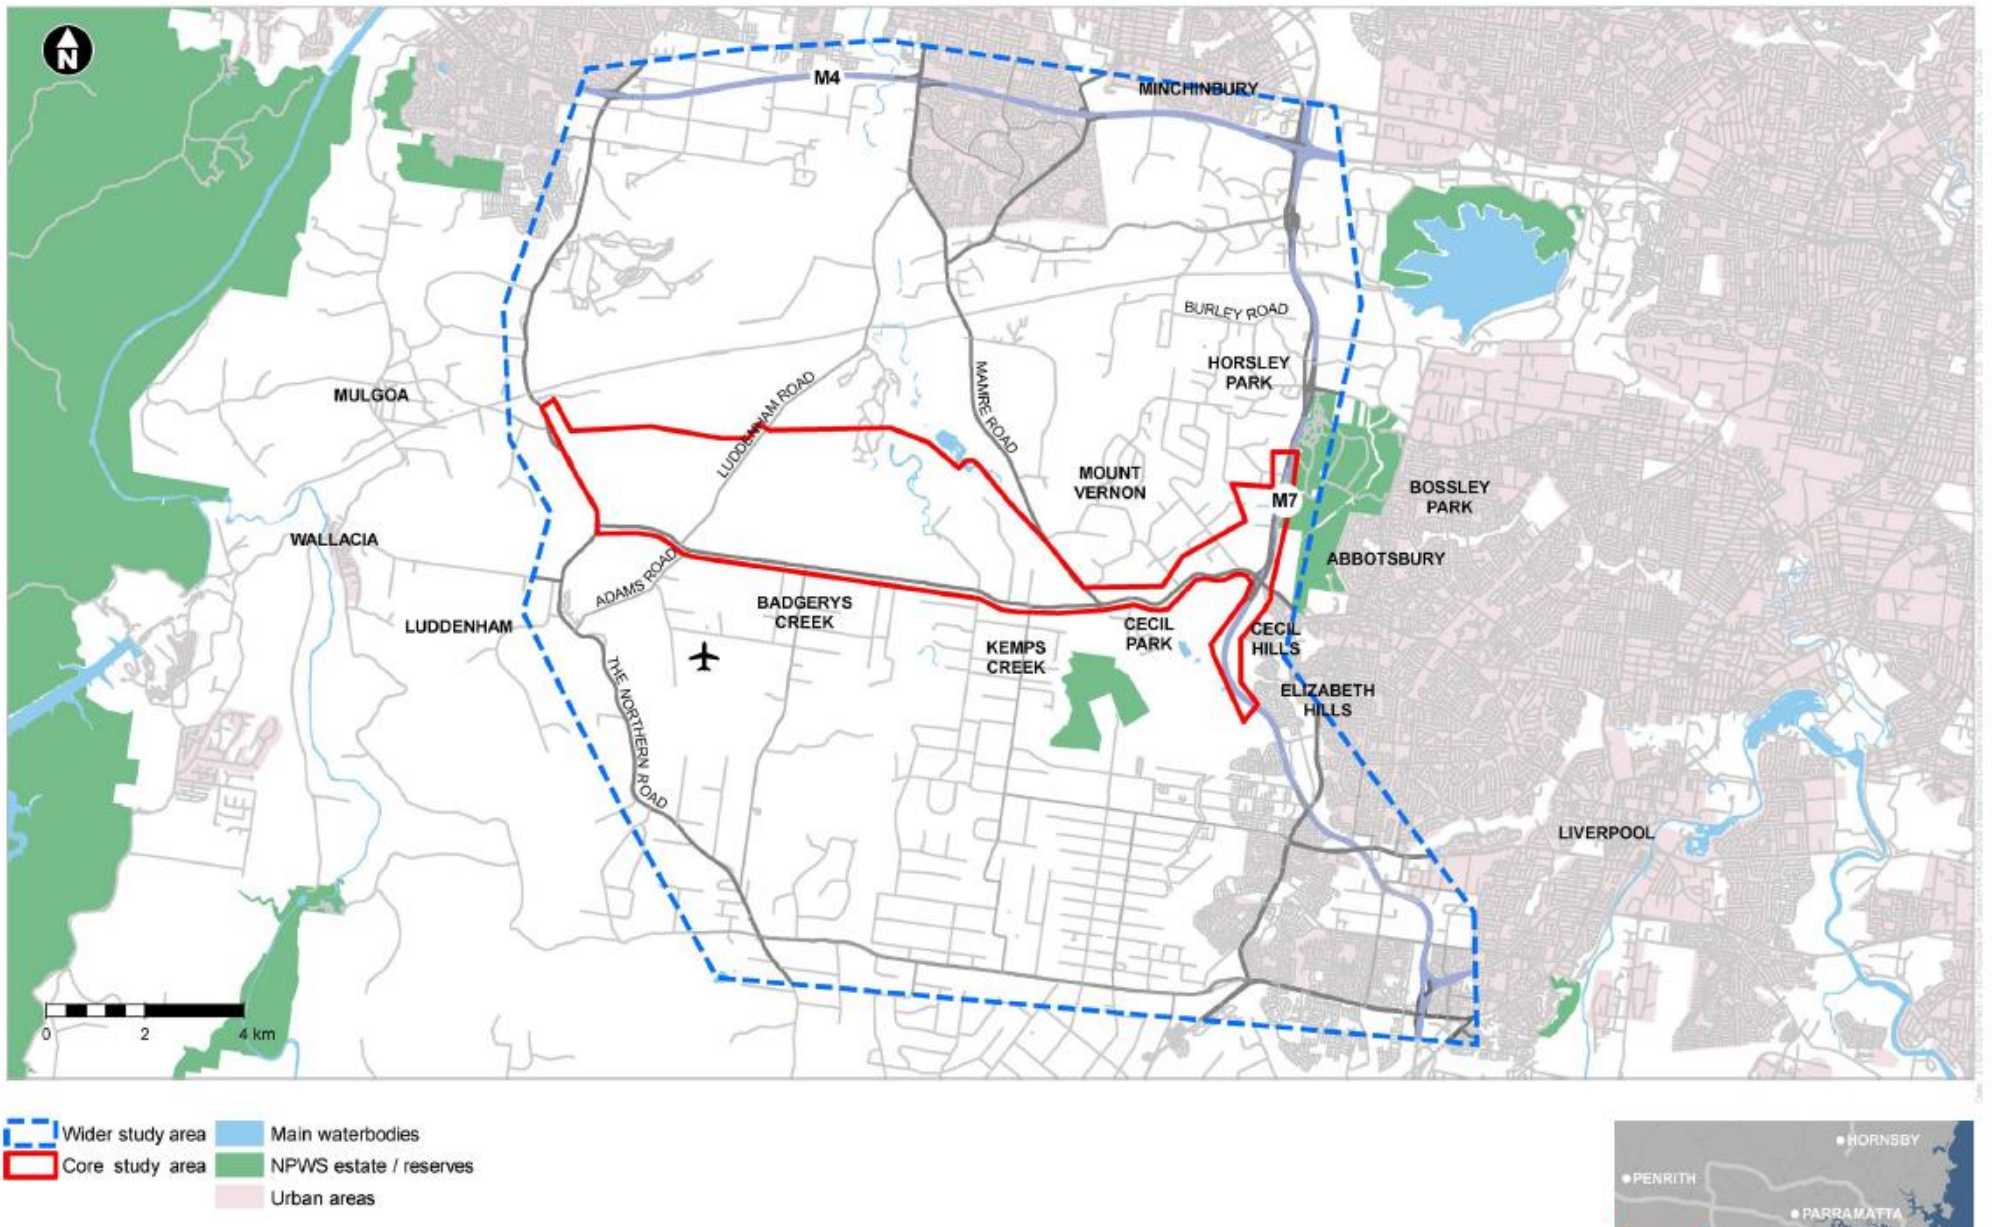 N
M4
MINCHINBURY
BURLEY ROAD
HORSLEY
PARK
MULGOA
LUDDENHAM ROAD
MAMRE ROAD
MOUNT
VERNON
M7
BOSSLEY
PARK
WALLACIA
ABBOTSBURY
ADAMS ROAD
BADGERYS
CREEK
LUDDENHAM
CECIL
PARK
CECIL
HILLS
KEMPS
CREEK
ELIZABETH
HILLS
THE NORTHERN ROAD
LIVERPOOL
0 2 4 km
Wider study area
Core study area
Main waterbodies
NPWS estate / reserves
Urban areas
HORNSBY
PENRITH
PARRAMATTA